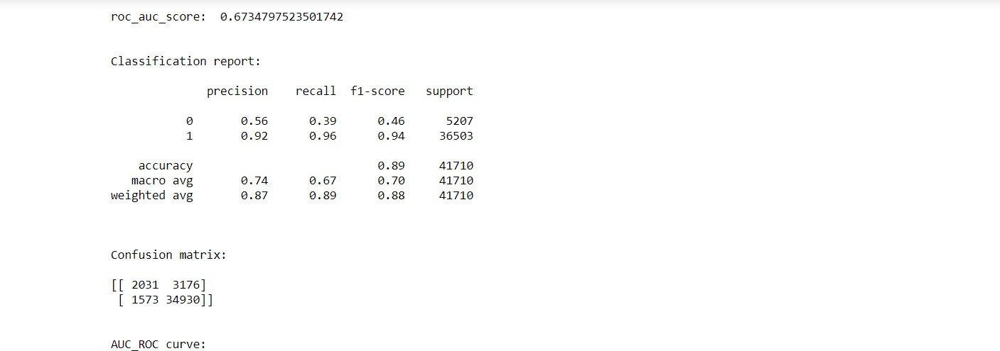 roc_auc_score:  0.6734797523501742
Classification report:
              precision    recall  f1-score   support
           0       0.56      0.39      0.46      5207
           1       0.92      0.96      0.94     36503
    accuracy                           0.89     41710
   macro avg       0.74      0.67      0.70     41710
weighted avg       0.87      0.89      0.88     41710
Confusion matrix:
[[ 2031  3176]
 [ 1573 34930]]
AUC_ROC curve: